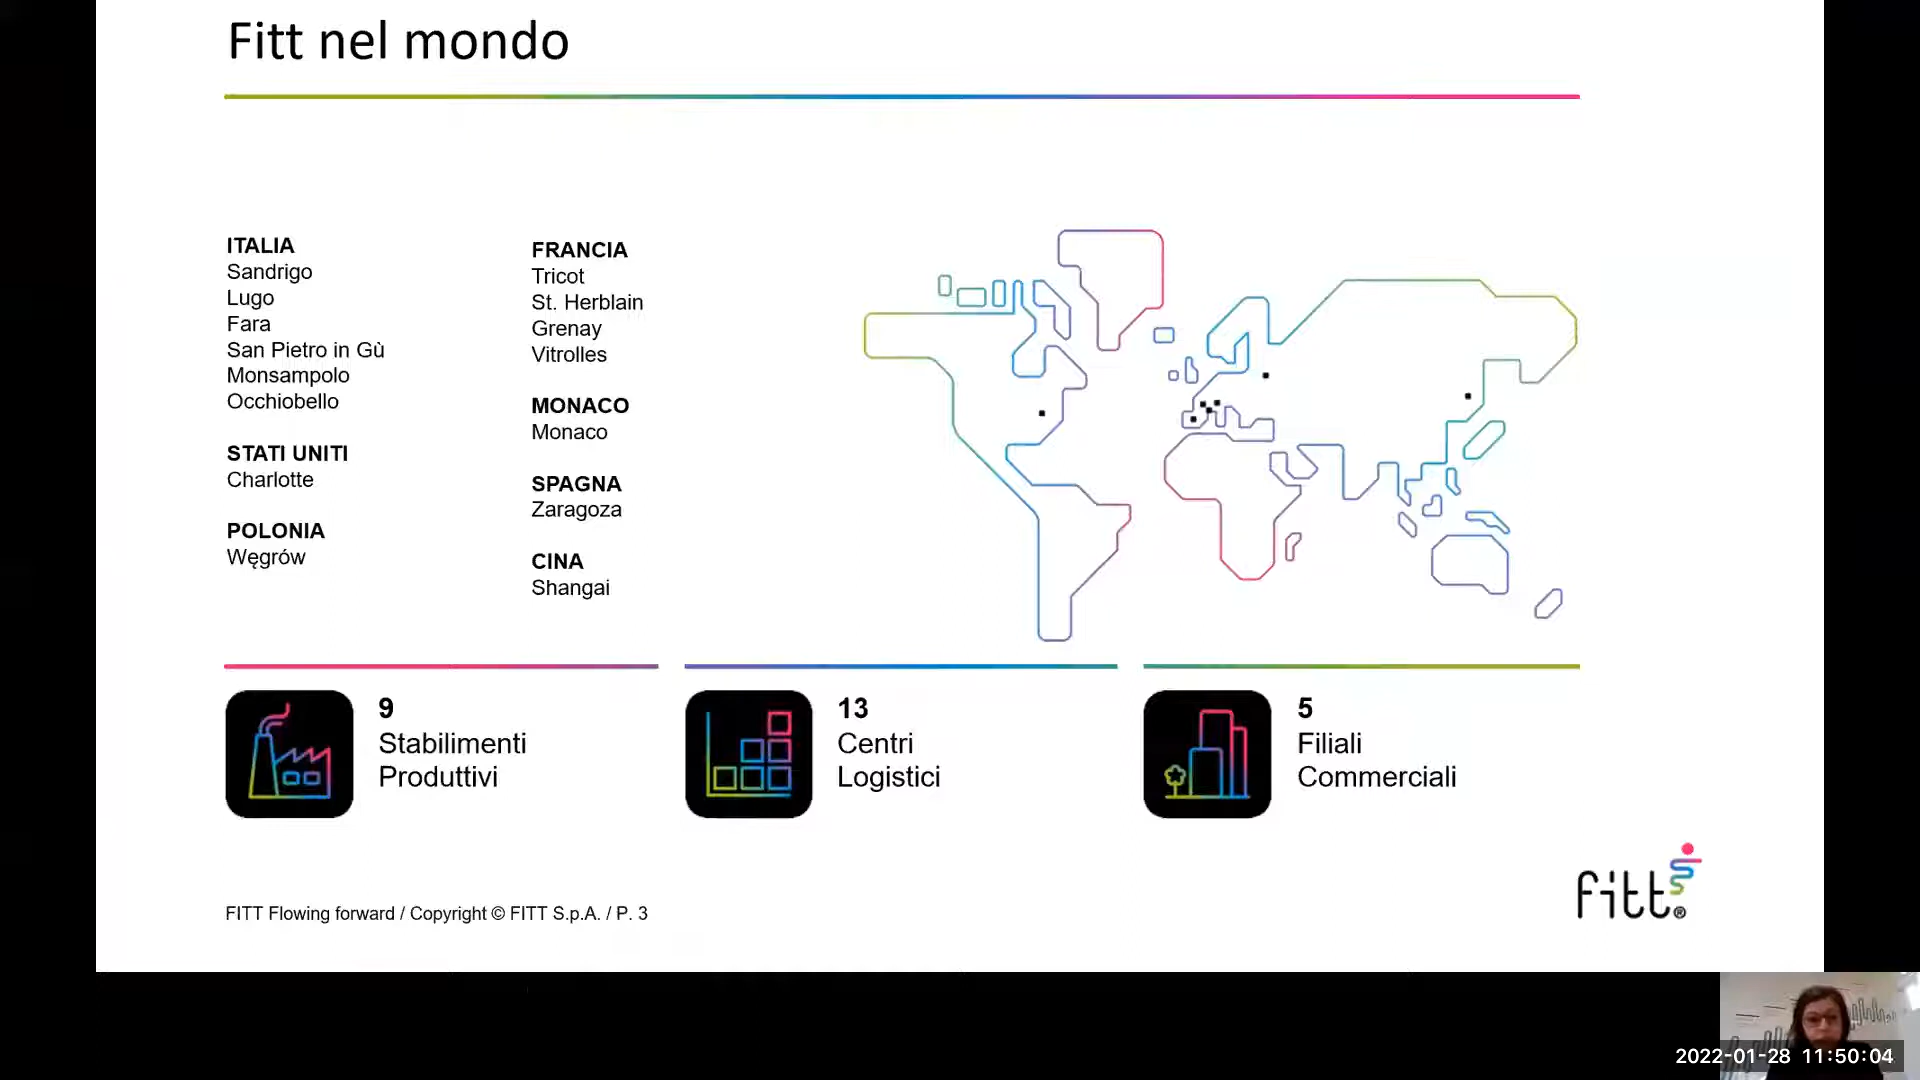 Fitt nel mondo
ITALIA
Sandrigo
Lugo
Fara
San Pietro in Gù
Monsampolo
Occhiobello
STATI UNITI
Charlotte
POLONIA
Węgrów
FRANCIA
Tricot
St. Herblain
Grenay
Vitrolles
MONACO
Monaco
SPAGNA
Zaragoza
CINA
Shangai
9
Stabilimenti
Produttivi
13
Centri
Logistici
5
Filiali
Commerciali
FITT Flowing forward / Copyright © FITT S.p.A. / P. 3
fitt®
2022-01-28 11:50:04